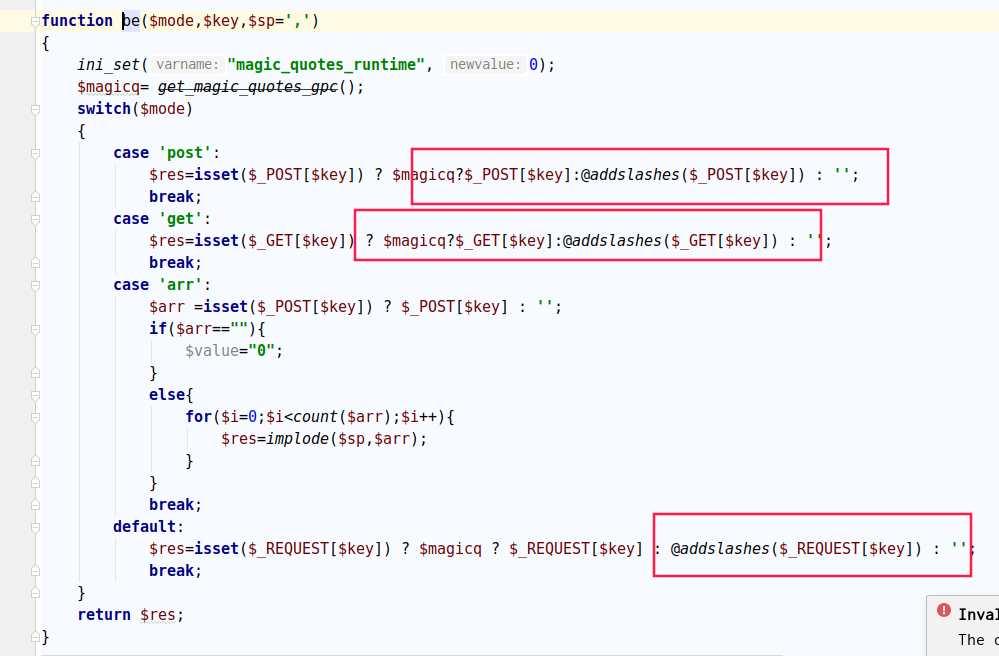 function be($mode,$key,$sp=',')
{
ini_set( varname: "magic_quotes_runtime", newvalue: 0);
$magicq= get_magic_quotes_gpc();
switch($mode)
{
case 'post':
$res=isset($_POST[$key]) ? $magicq?$_POST[$key]:@addslashes($_POST[$key]) : '';
break;
case 'get':
$res=isset($_GET[$key]) ? $magicq?$_GET[$key]:@addslashes($_GET[$key]) : '';
break;
case 'arr':
$arr =isset($_POST[$key]) ? $_POST[$key] : '';
if($arr==""){
$value="0";
}
else{
for($i=0;$i<count($arr);$i++){
$res=implode($sp,$arr);
}
}
break;
default:
$res=isset($_REQUEST[$key]) ? $magicq ? $_REQUEST[$key] : @addslashes($_REQUEST[$key]) : '';
break;
}
return $res;
}
Inval
The